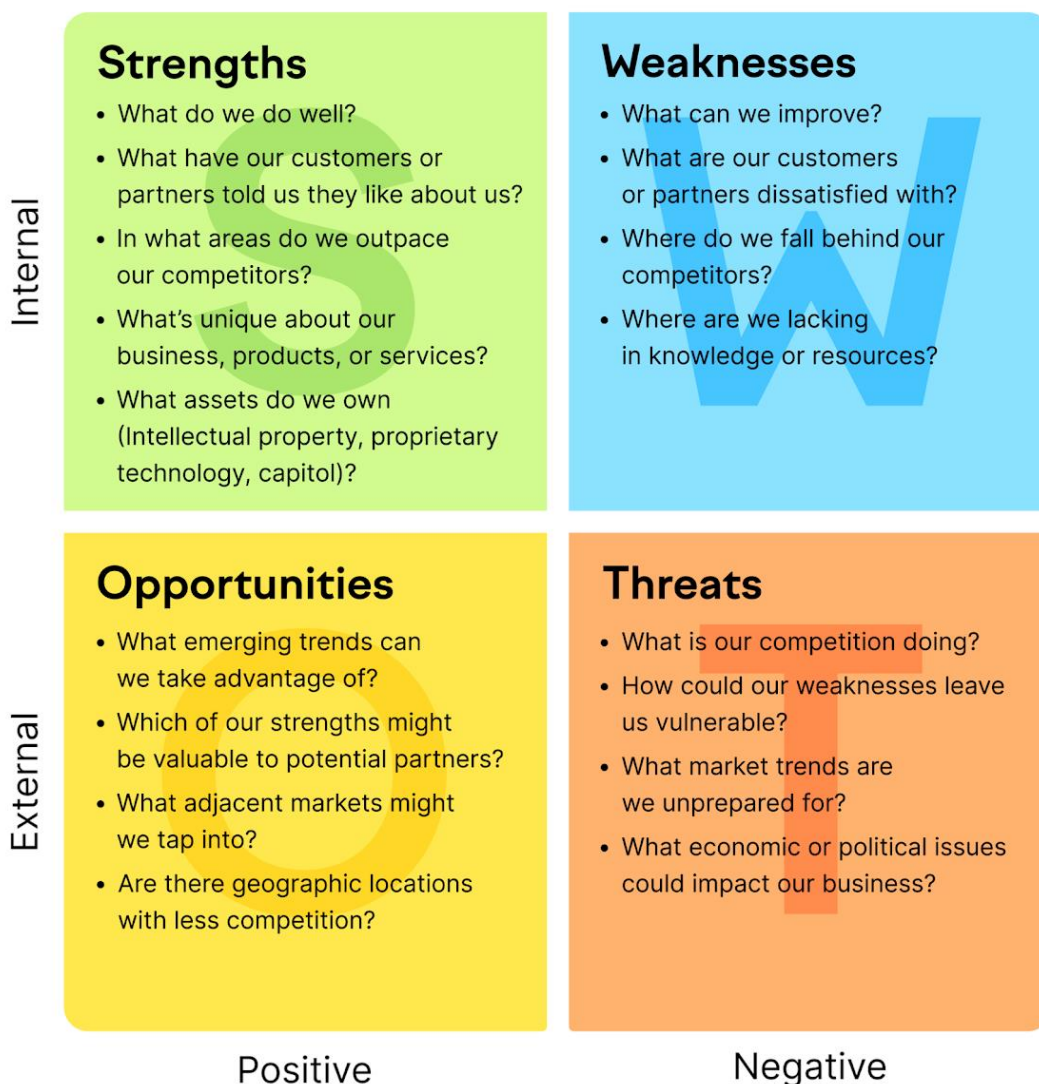 Internal
Strengths
• What do we do well?
• What have our customers or
partners told us they like about us?
• In what areas do we outpace
our competitors?
• What’s unique about our
business, products, or services?
• What assets do we own
(Intellectual property, proprietary
technology, capitol)?
S
Weaknesses
• What can we improve?
• What are our customers
or partners dissatisfied with?
• Where do we fall behind our
competitors?
• Where are we lacking
in knowledge or resources?
W
External
Opportunities
• What emerging trends can
we take advantage of?
• Which of our strengths might
be valuable to potential partners?
• What adjacent markets might
we tap into?
• Are there geographic locations
with less competition?
O
Threats
• What is our competition doing?
• How could our weaknesses leave
us vulnerable?
• What market trends are
we unprepared for?
• What economic or political issues
could impact our business?
T
Positive
Negative